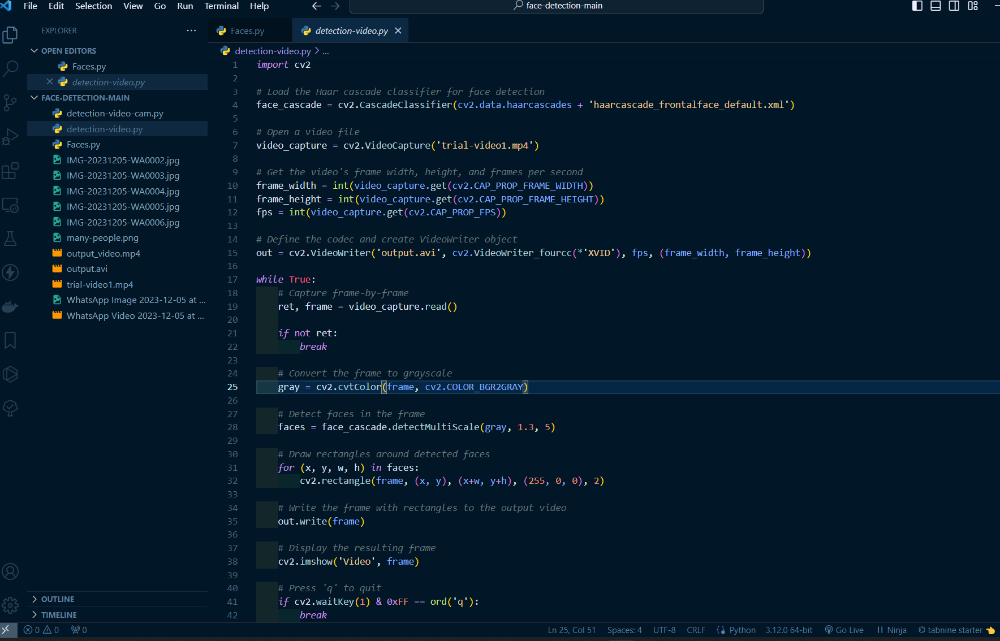 File Edit Selection View Go Run Terminal Help
face-detection-main
EXPLORER
OPEN EDITORS
Faces.py
detection-video.py
FACE-DETECTION-MAIN
detection-video-cam.py
detection-video.py
Faces.py
IMG-20231205-WA0002.jpg
IMG-20231205-WA0003.jpg
IMG-20231205-WA0004.jpg
IMG-20231205-WA0005.jpg
IMG-20231205-WA0006.jpg
many-people.png
output_video.mp4
output.avi
trial-video1.mp4
WhatsApp Image 2023-12-05 at ...
WhatsApp Video 2023-12-05 at ...
OUTLINE
TIMELINE
Faces.py detection-video.py
detection-video.py > ...
1 import cv2
2
3 # Load the Haar cascade classifier for face detection
4 face_cascade = cv2.CascadeClassifier(cv2.data.haarcascades + 'haarcascade_frontalface_default.xml')
5
6 # Open a video file
7 video_capture = cv2.VideoCapture('trial-video1.mp4')
8
9 # Get the video's frame width, height, and frames per second
10 frame_width = int(video_capture.get(cv2.CAP_PROP_FRAME_WIDTH))
11 frame_height = int(video_capture.get(cv2.CAP_PROP_FRAME_HEIGHT))
12 fps = int(video_capture.get(cv2.CAP_PROP_FPS))
13
14 # Define the codec and create VideoWriter object
15 out = cv2.VideoWriter('output.avi', cv2.VideoWriter_fourcc(*'XVID'), fps, (frame_width, frame_height))
16
17 while True:
18     # Capture frame-by-frame
19     ret, frame = video_capture.read()
20
21     if not ret:
22         break
23
24     # Convert the frame to grayscale
25     gray = cv2.cvtColor(frame, cv2.COLOR_BGR2GRAY)
26
27     # Detect faces in the frame
28     faces = face_cascade.detectMultiScale(gray, 1.3, 5)
29
30     # Draw rectangles around detected faces
31     for (x, y, w, h) in faces:
32         cv2.rectangle(frame, (x, y), (x+w, y+h), (255, 0, 0), 2)
33
34     # Write the frame with rectangles to the output video
35     out.write(frame)
36
37     # Display the resulting frame
38     cv2.imshow('Video', frame)
39
40     # Press 'q' to quit
41     if cv2.waitKey(1) & 0xFF == ord('q'):
42         break
0 0 0 Ln 25, Col 51 Spaces: 4 UTF-8 CRLF Python 3.12.0 64-bit Go Live Ninja tabnine starter